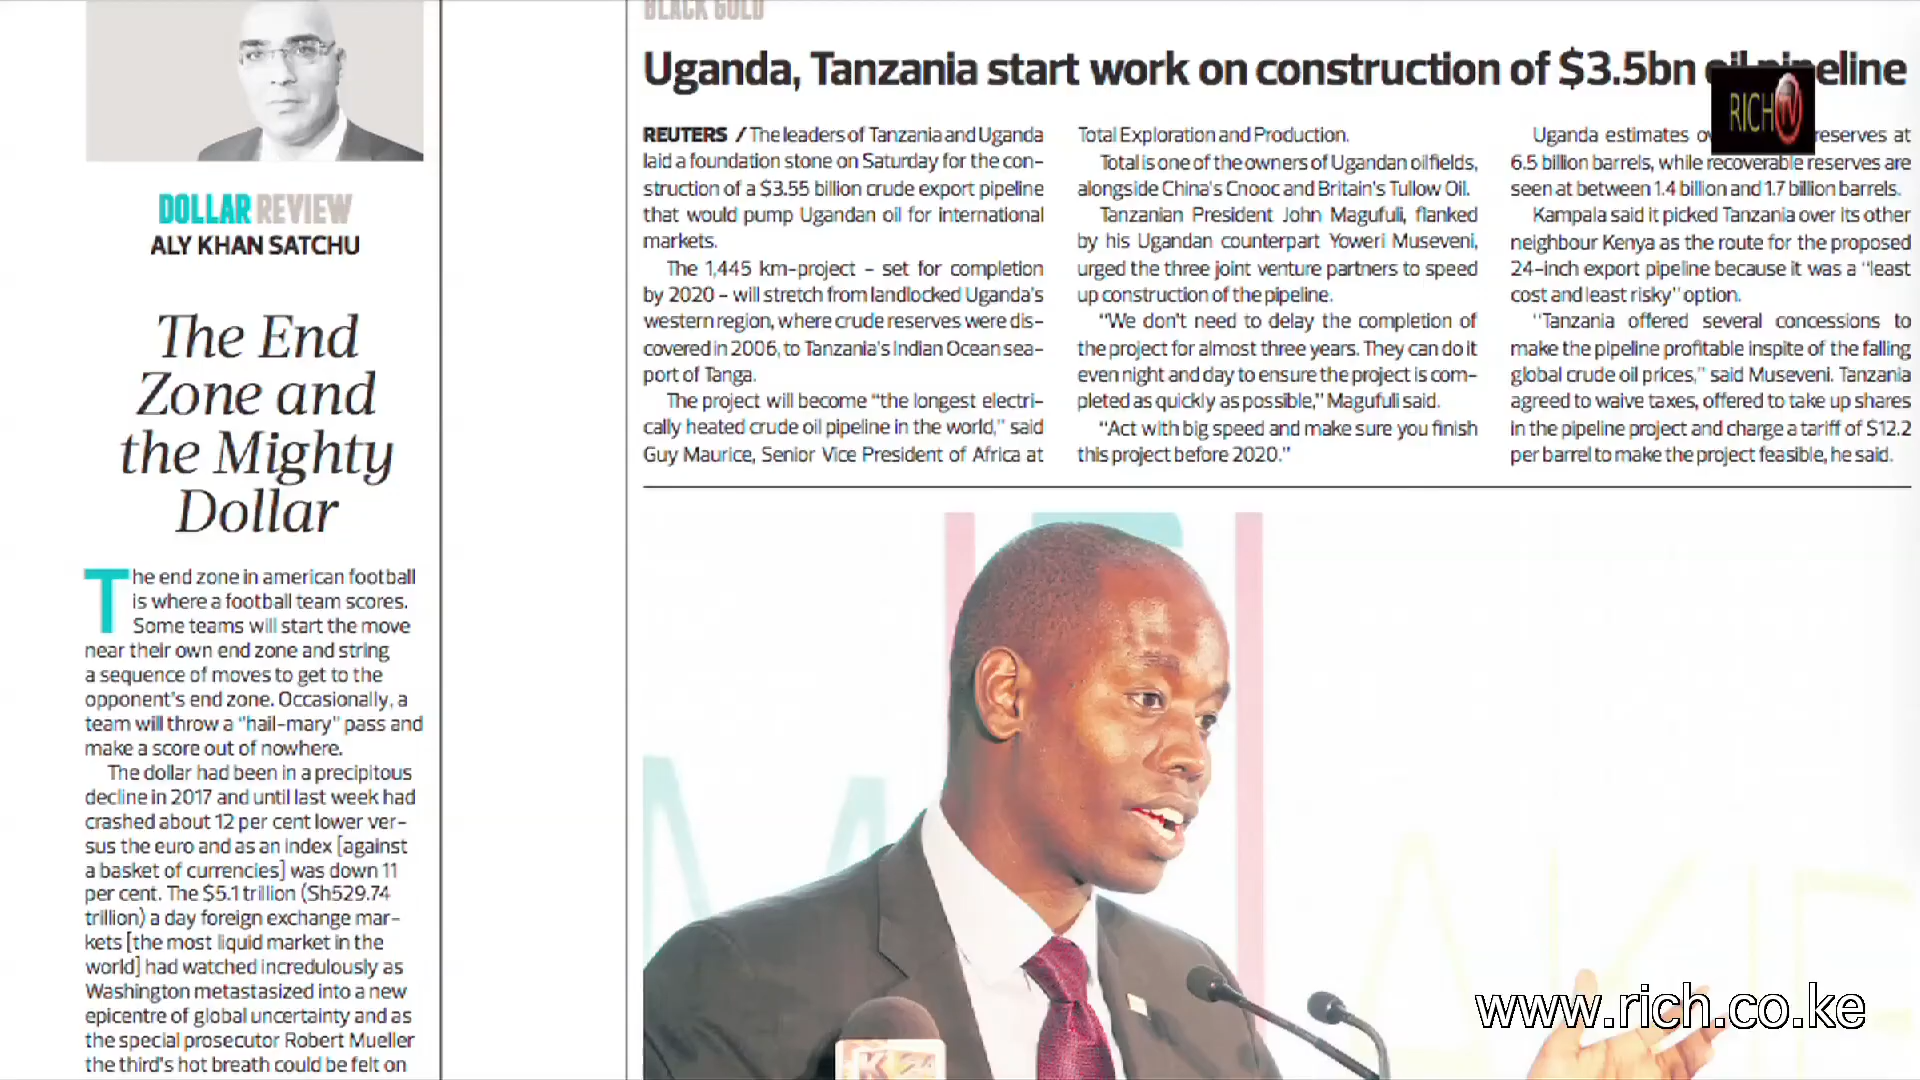 BLACK GOLD
Uganda, Tanzania start work on construction of $3.5bn oil pipeline
RICH TV
DOLLAR REVIEW
ALY KHAN SATCHU
The End
Zone and
the Mighty
Dollar
The end zone in american football
is where a football team scores.
Some teams will start the move
near their own end zone and string
a sequence of moves to get to the
opponent's end zone. Occasionally, a
team will throw a "hail-mary" pass and
make a score out of nowhere.
The dollar had been in a precipitous
decline in 2017 and until last week had
crashed about 12 per cent lower ver-
sus the euro and as an index [against
a basket of currencies] was down 11
per cent. The $5.1 trillion (Sh529.74
trillion) a day foreign exchange mar-
kets [the most liquid market in the
world] had watched incredulously as
Washington metastasized into a new
epicentre of global uncertainty and as
the special prosecutor Robert Mueller
the third's hot breath could be felt on
REUTERS / The leaders of Tanzania and Uganda
laid a foundation stone on Saturday for the con-
struction of a $3.55 billion crude export pipeline
that would pump Ugandan oil for international
markets.
The 1,445 km-project – set for completion
by 2020 – will stretch from landlocked Uganda's
western region, where crude reserves were dis-
covered in 2006, to Tanzania's Indian Ocean sea-
port of Tanga.
The project will become "the longest electri-
cally heated crude oil pipeline in the world," said
Guy Maurice, Senior Vice President of Africa at
Total Exploration and Production.
Total is one of the owners of Ugandan oilfields,
alongside China's Cnooc and Britain's Tullow Oil.
Tanzanian President John Magufuli, flanked
by his Ugandan counterpart Yoweri Museveni,
urged the three joint venture partners to speed
up construction of the pipeline.
"We don't need to delay the completion of
the project for almost three years. They can do it
even night and day to ensure the project is com-
pleted as quickly as possible," Magufuli said.
"Act with big speed and make sure you finish
this project before 2020."
Uganda estimates reserves at
6.5 billion barrels, while recoverable reserves are
seen at between 1.4 billion and 1.7 billion barrels.
Kampala said it picked Tanzania over its other
neighbour Kenya as the route for the proposed
24-inch export pipeline because it was a "least
cost and least risky" option.
"Tanzania offered several concessions to
make the pipeline profitable inspite of the falling
global crude oil prices," said Museveni. Tanzania
agreed to waive taxes, offered to take up shares
in the pipeline project and charge a tariff of $12.2
per barrel to make the project feasible, he said.
www.rich.co.ke